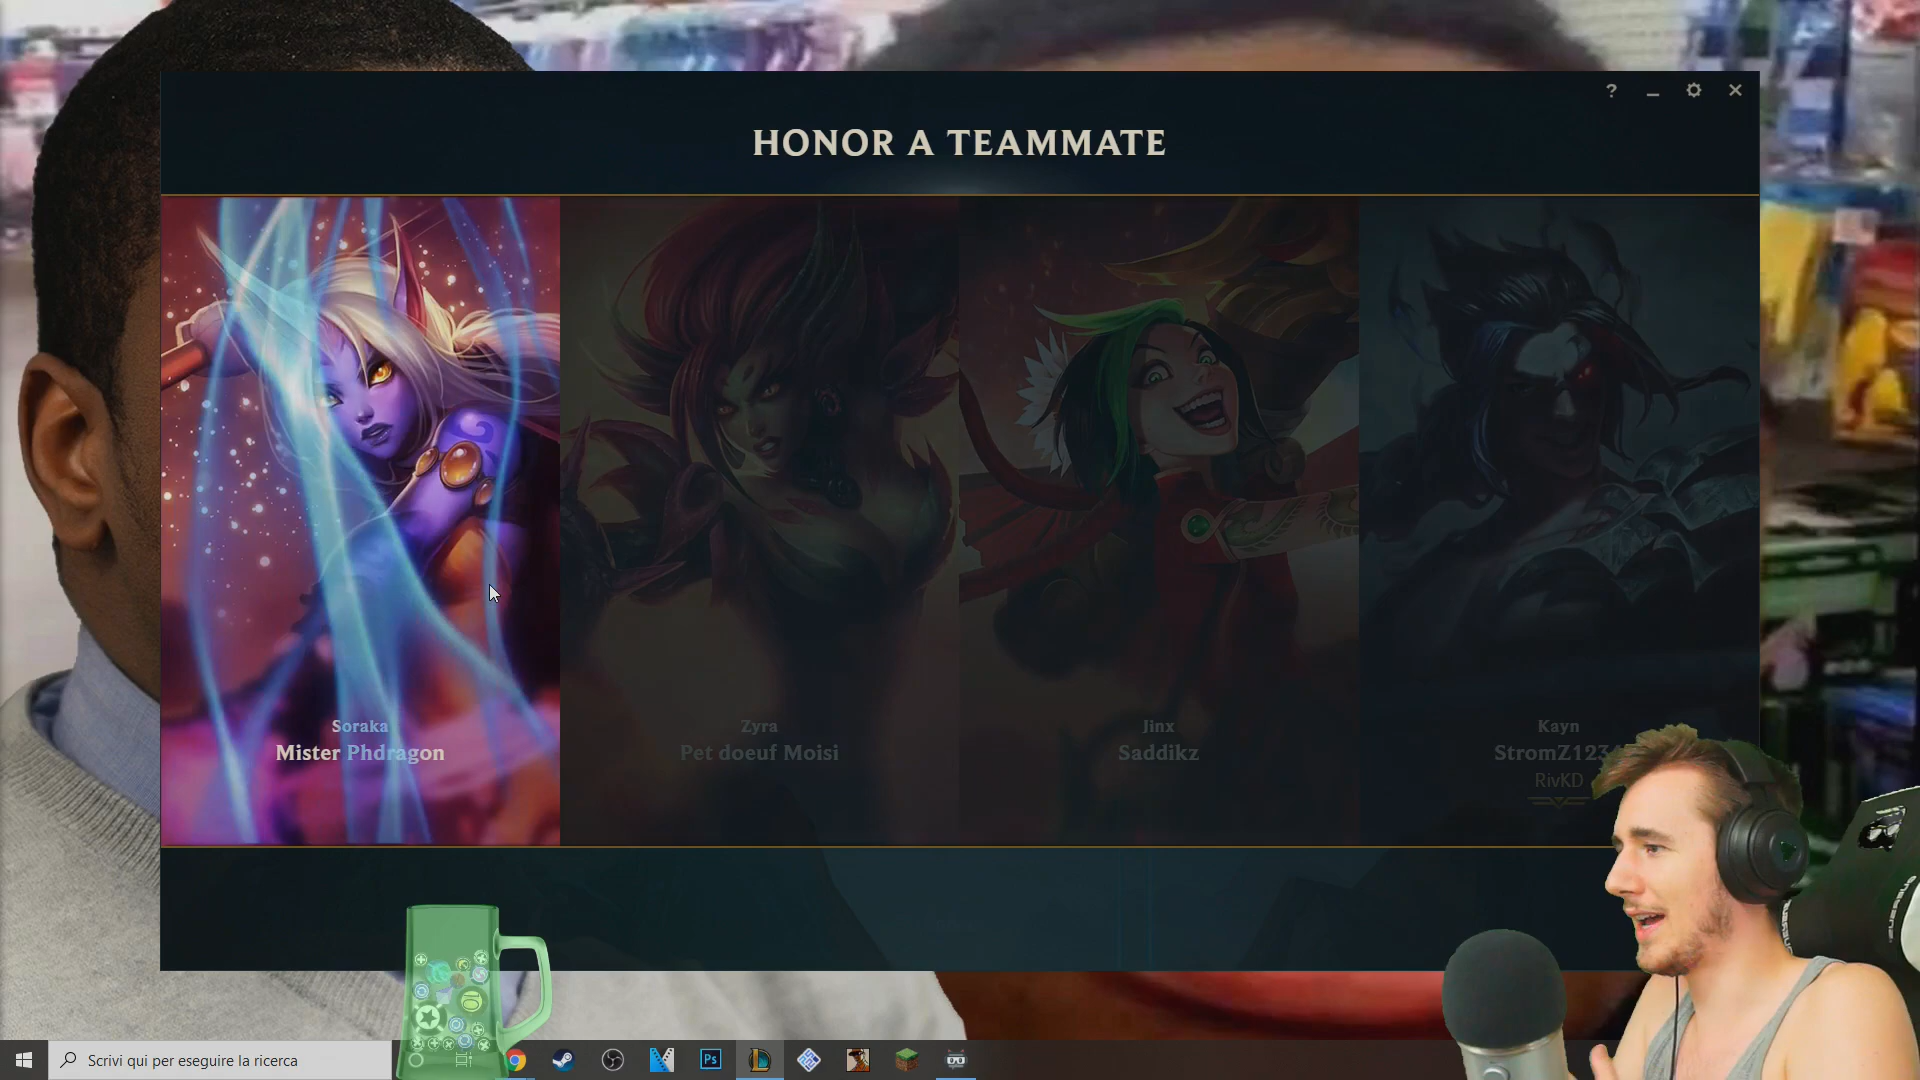 ?
HONOR A TEAMMATE
Soraka
Mister Phdragon
Zyra
Pet doeuf Moisi
Jinx
Saddikz
Kayn
RivKD
Scrivi qui per eseguire la ricerca
Ps